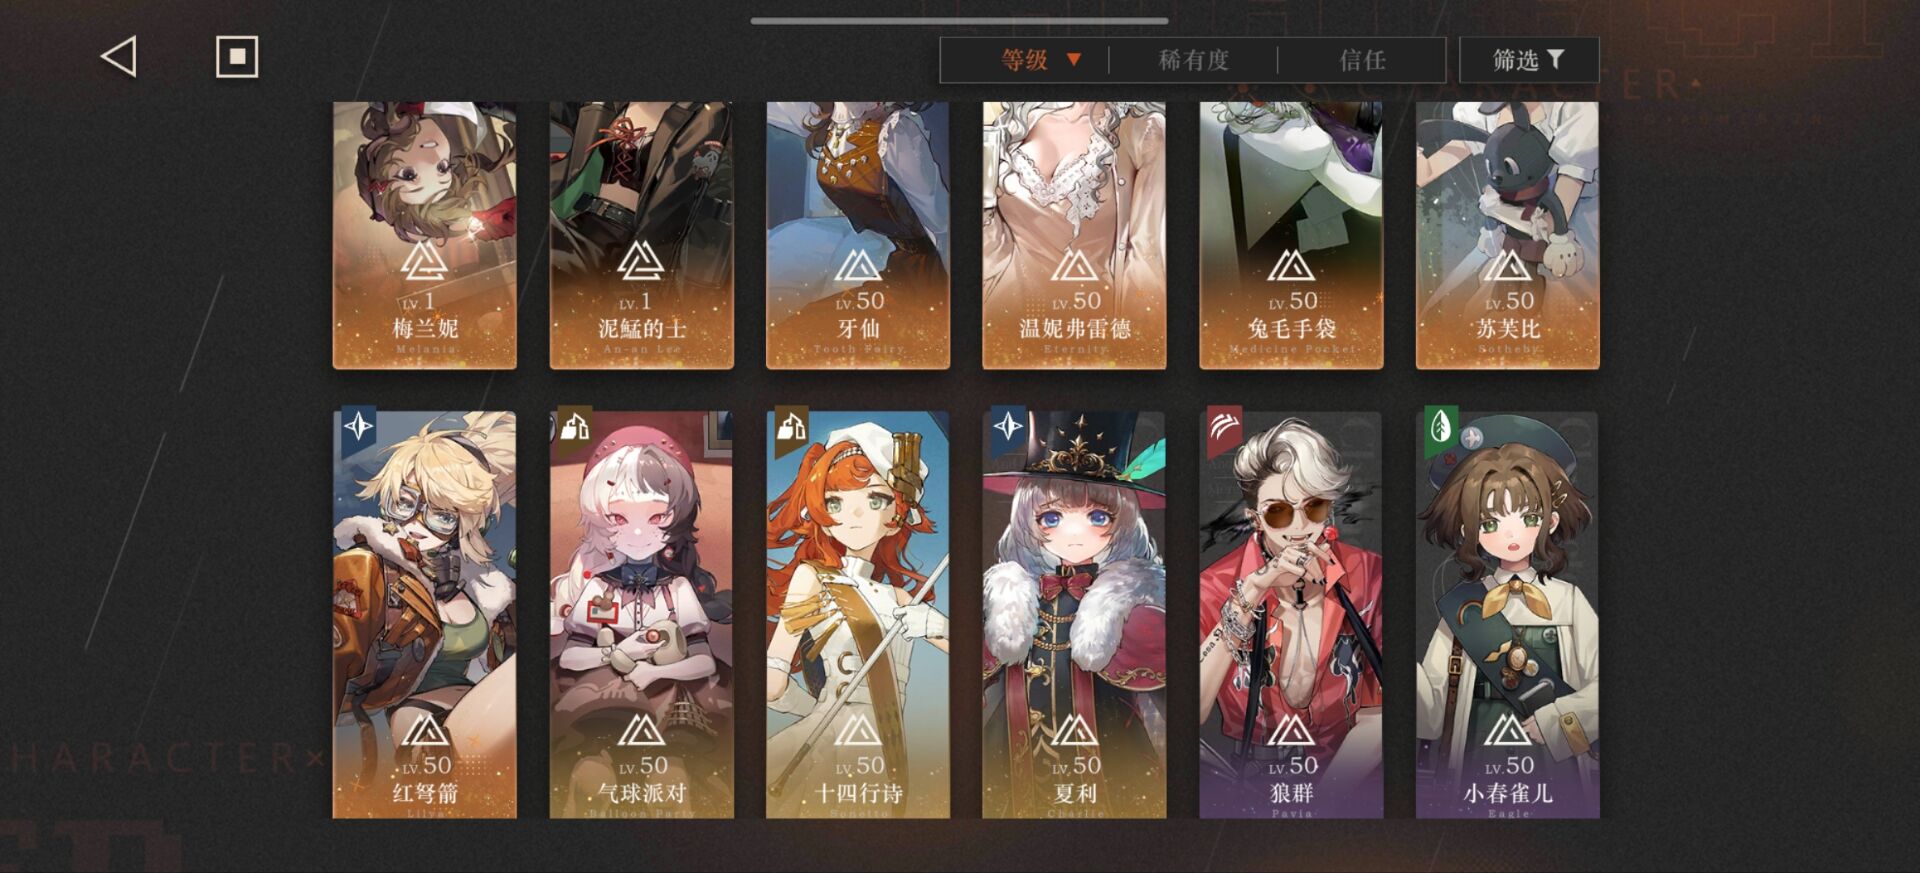 等级 稀有度 信任 筛选
CHARACTER
LV.1 LV.1 LV.50 LV.50 LV.50 LV.50
梅兰妮 泥鯭的士 牙仙 温妮弗雷德 兔毛手袋 苏芙比
Melania An-an Lee Tooth Fairy Eternity Medicine Pocket Sotheby
CHARACTER
LV.50 LV.50 LV.50 LV.50 LV.50 LV.50
红弩箭 气球派对 十四行诗 夏利 狼群 小春雀儿
Lilya Balloon Party Sonetto Charlie Pavia Eagle